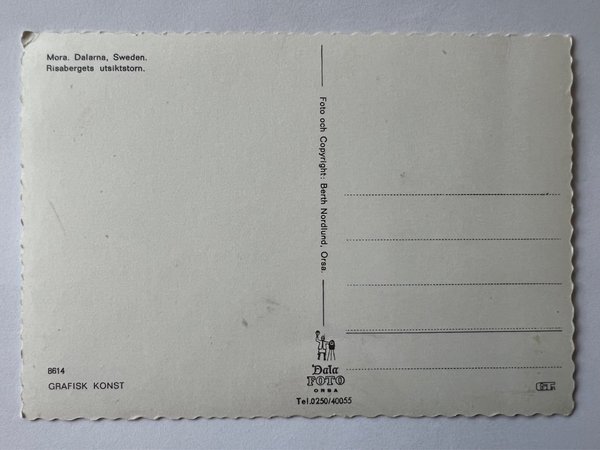 Mora. Dalarna, Sweden.
Risabergets utsiktstorn.
Foto och Copyright: Berth Nordlund, Orsa.
8614
GRAFISK KONST
Dala
FOTO
ORSA
Tel.0250/40055